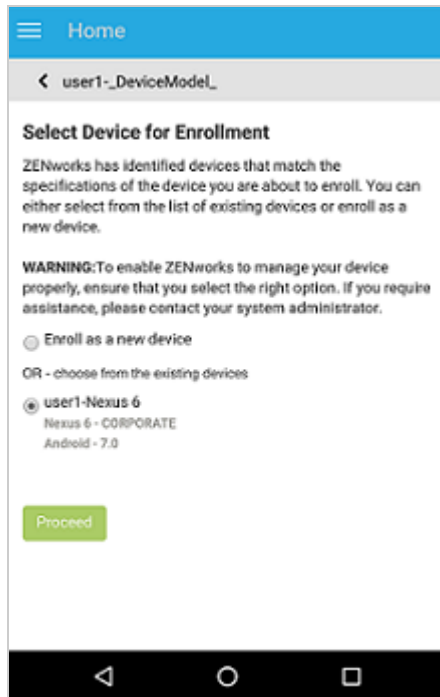 Home
user1-_DeviceModel_
Select Device for Enrollment
ZENworks has identified devices that match the
specifications of the device you are about to enroll. You can
either select from the list of existing devices or enroll as a
new device.
WARNING:To enable ZENworks to manage your device
properly, ensure that you select the right option. If you require
assistance, please contact your system administrator.
Enroll as a new device
OR - choose from the existing devices
user1-Nexus 6
Nexus 6 - CORPORATE
Android - 7.0
Proceed